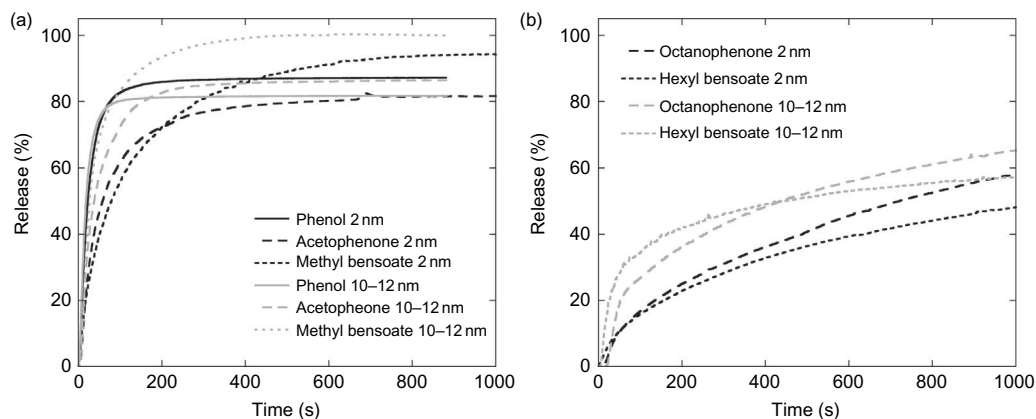 (a)
100
80
60
40
20
0
Release (%)
Phenol 2 nm
Acetophenone 2 nm
Methyl bensoate 2 nm
Phenol 10–12 nm
Acetopheone 10–12 nm
Methyl bensoate 10–12 nm
0 200 400 600 800 1000
Time (s)
(b)
100
80
60
40
20
0
Release (%)
Octanophenone 2 nm
Hexyl bensoate 2 nm
Octanophenone 10–12 nm
Hexyl bensoate 10–12 nm
0 200 400 600 800 1000
Time (s)